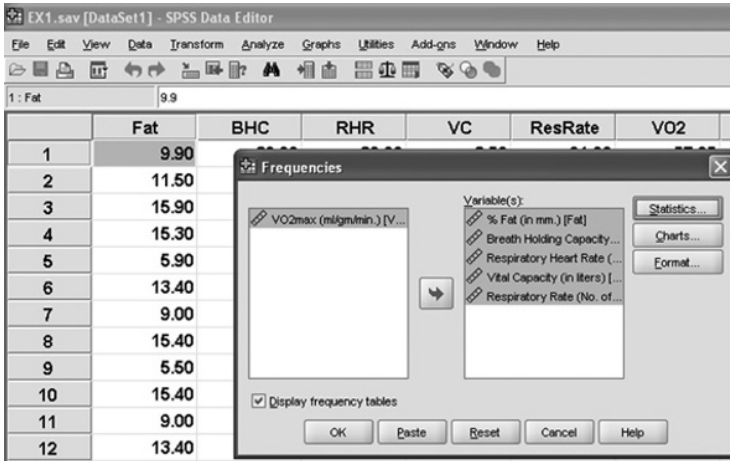 EX1.sav [DataSet1] - SPSS Data Editor
File Edit View Data Transform Analyze Graphs Utilities Add-ons Window Help
1 : Fat 9.9
Fat BHC RHR VC ResRate VO2
1 9.90
2 11.50
3 15.90
4 15.30
5 5.90
6 13.40
7 9.00
8 15.40
9 5.50
10 15.40
11 9.00
12 13.40
Frequencies
Variable(s):
VO2max (ml/gm/min.) [V...
% Fat (in mm.) [Fat]
Breath Holding Capacity...
Respiratory Heart Rate (...
Vital Capacity (in liters) [...
Respiratory Rate (No. of...
Statistics...
Charts...
Format...
Display frequency tables
OK Paste Reset Cancel Help